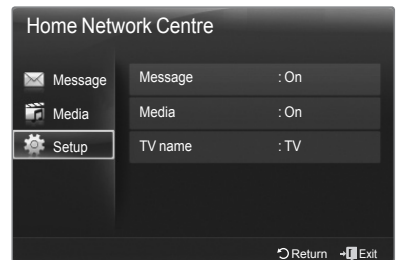 Home Network Centre
Message
Media
Setup
Message : On
Media : On
TV name : TV
Return Exit